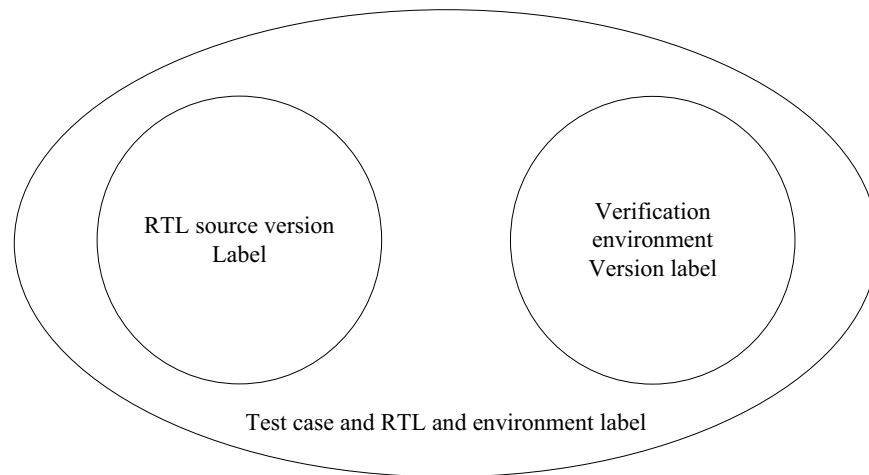 RTL source version
Label
Verification
environment
Version label
Test case and RTL and environment label